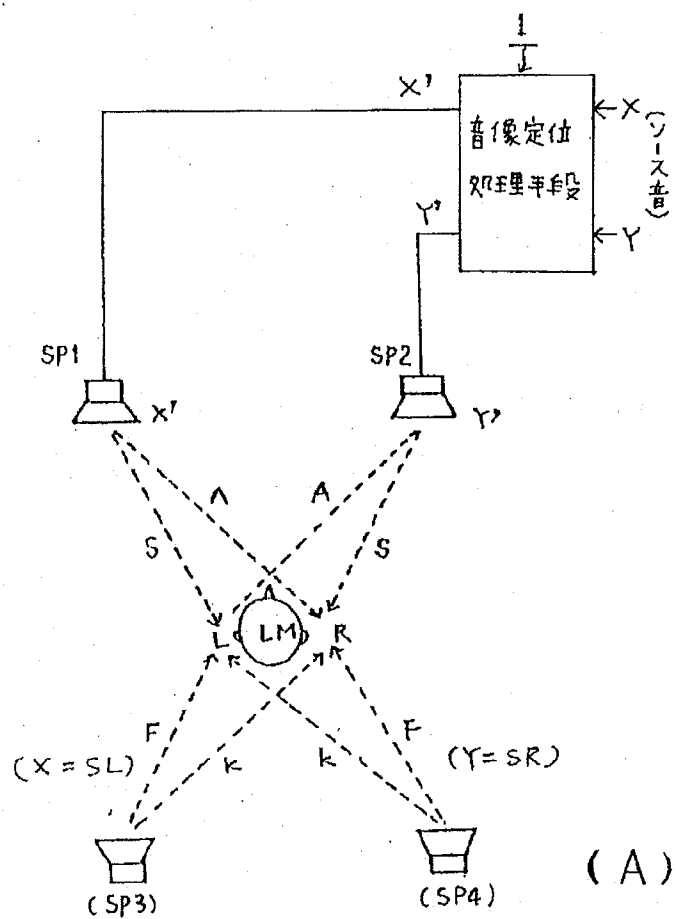 1
X'
音像定位
処理手段
X
(ソース音)
Y'
Y
SP1
SP2
X'
Y'
A
A
S
S
L
LM
R
F
F
(X=SL)
k
k
(Y=SR)
(SP3)
(SP4)
(A)